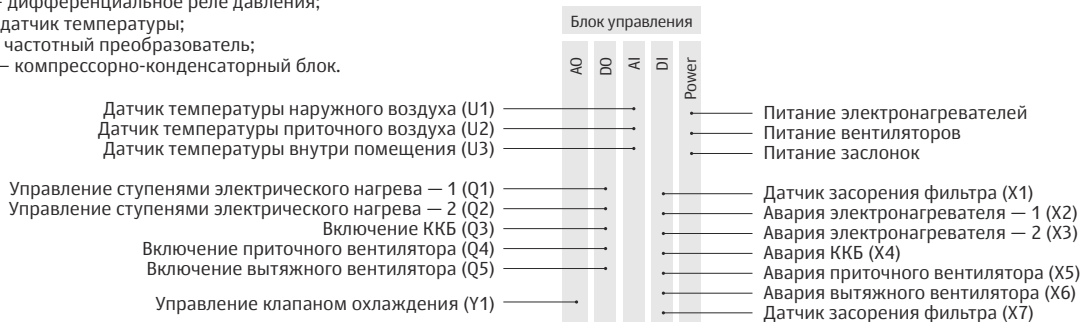 – дифференциальное реле давления;
датчик температуры;
частотный преобразователь;
– компрессорно-конденсаторный блок.
Блок управления
AO DO AI DI Power
Датчик температуры наружного воздуха (U1)
Датчик температуры приточного воздуха (U2)
Датчик температуры внутри помещения (U3)
Питание электронагревателей
Питание вентиляторов
Питание заслонок
Управление ступенями электрического нагрева — 1 (Q1)
Управление ступенями электрического нагрева — 2 (Q2)
Включение ККБ (Q3)
Включение приточного вентилятора (Q4)
Включение вытяжного вентилятора (Q5)
Управление клапаном охлаждения (Y1)
Датчик засорения фильтра (X1)
Авария электронагревателя — 1 (X2)
Авария электронагревателя — 2 (X3)
Авария ККБ (X4)
Авария приточного вентилятора (X5)
Авария вытяжного вентилятора (X6)
Датчик засорения фильтра (X7)